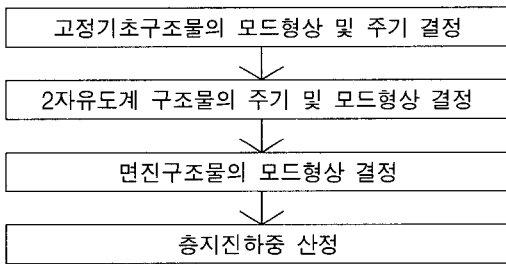 고정기초구조물의 모드형상 및 주기 결정
2자유도계 구조물의 주기 및 모드형상 결정
면진구조물의 모드형상 결정
층지진하중 산정